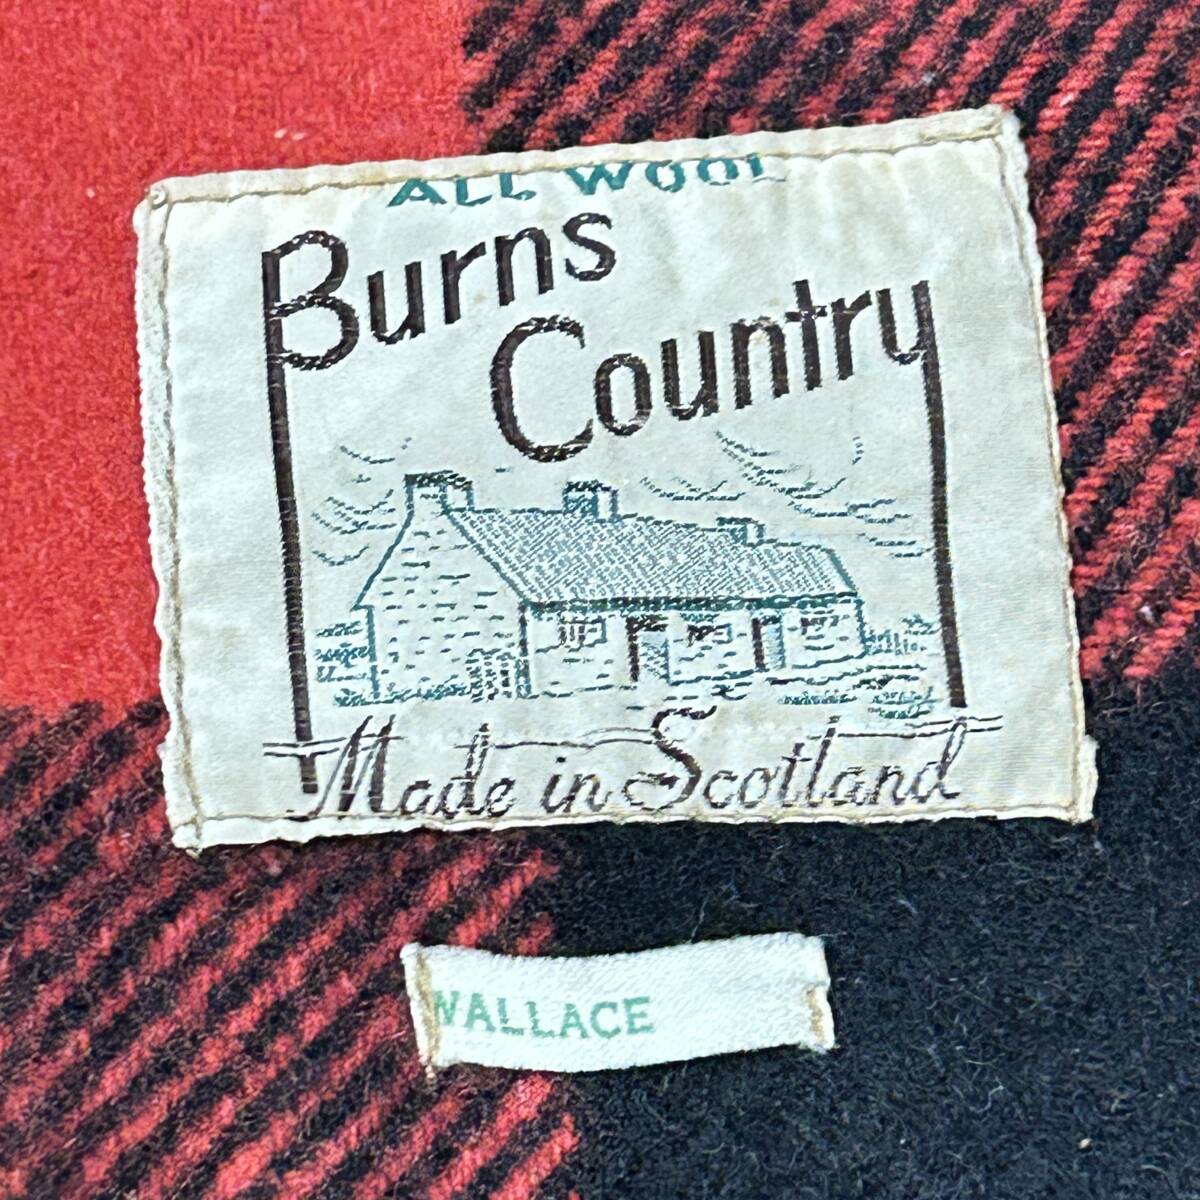 ALL WOOL
Burns
Country
Made in Scotland
WALLACE